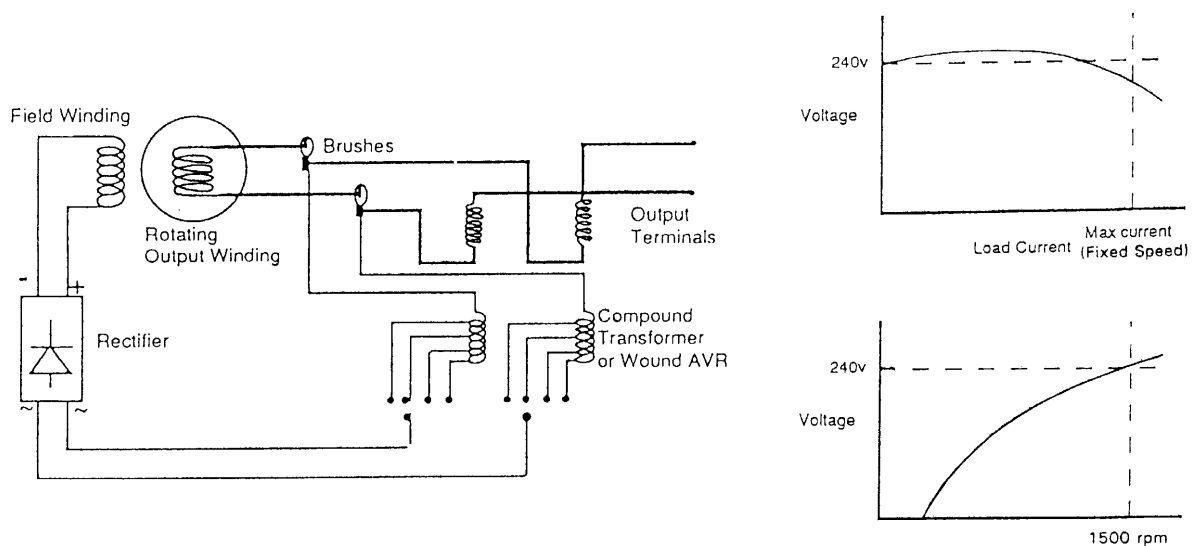 Field Winding
Brushes
Rotating
Output Winding
Output
Terminals
- +
Rectifier
~ ~
Compound
Transformer
or Wound AVR
240v
Voltage
Load Current
Max current
(Fixed Speed)
240v
Voltage
1500 rpm